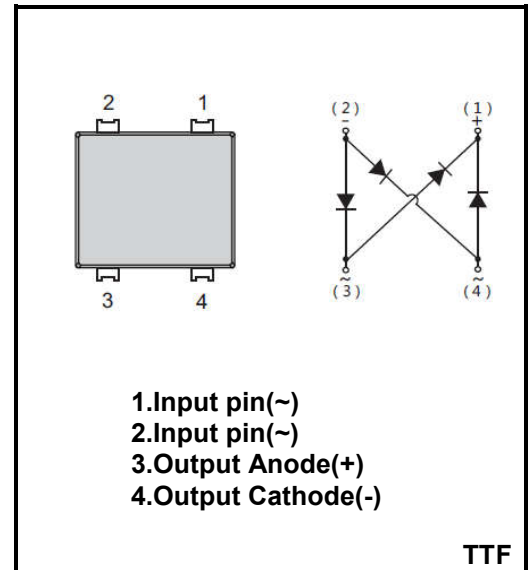 2 1
(2) (1)
- +
~ ~
3 4
(3) (4)
1.Input pin(~)
2.Input pin(~)
3.Output Anode(+)
4.Output Cathode(-)
TTF